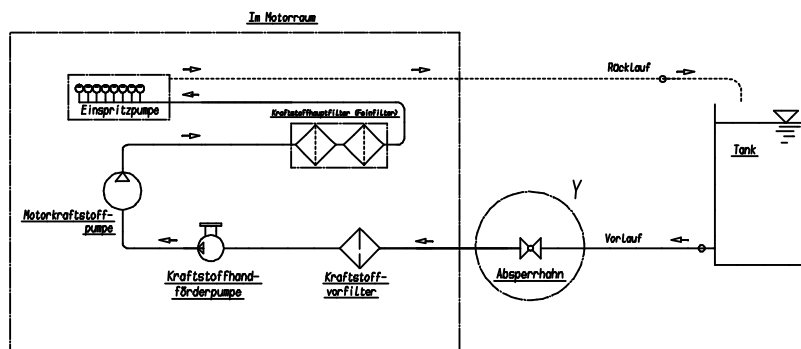 Im Motorraum
Rücklauf
Einspritzpumpe
Kraftstoffhauptfilter (Feinfilter)
Tank
Motorkraftstoff-
pumpe
Y
Vorlauf
Kraftstoffhand-
förderpumpe
Kraftstoff-
vorfilter
Absperrhahn